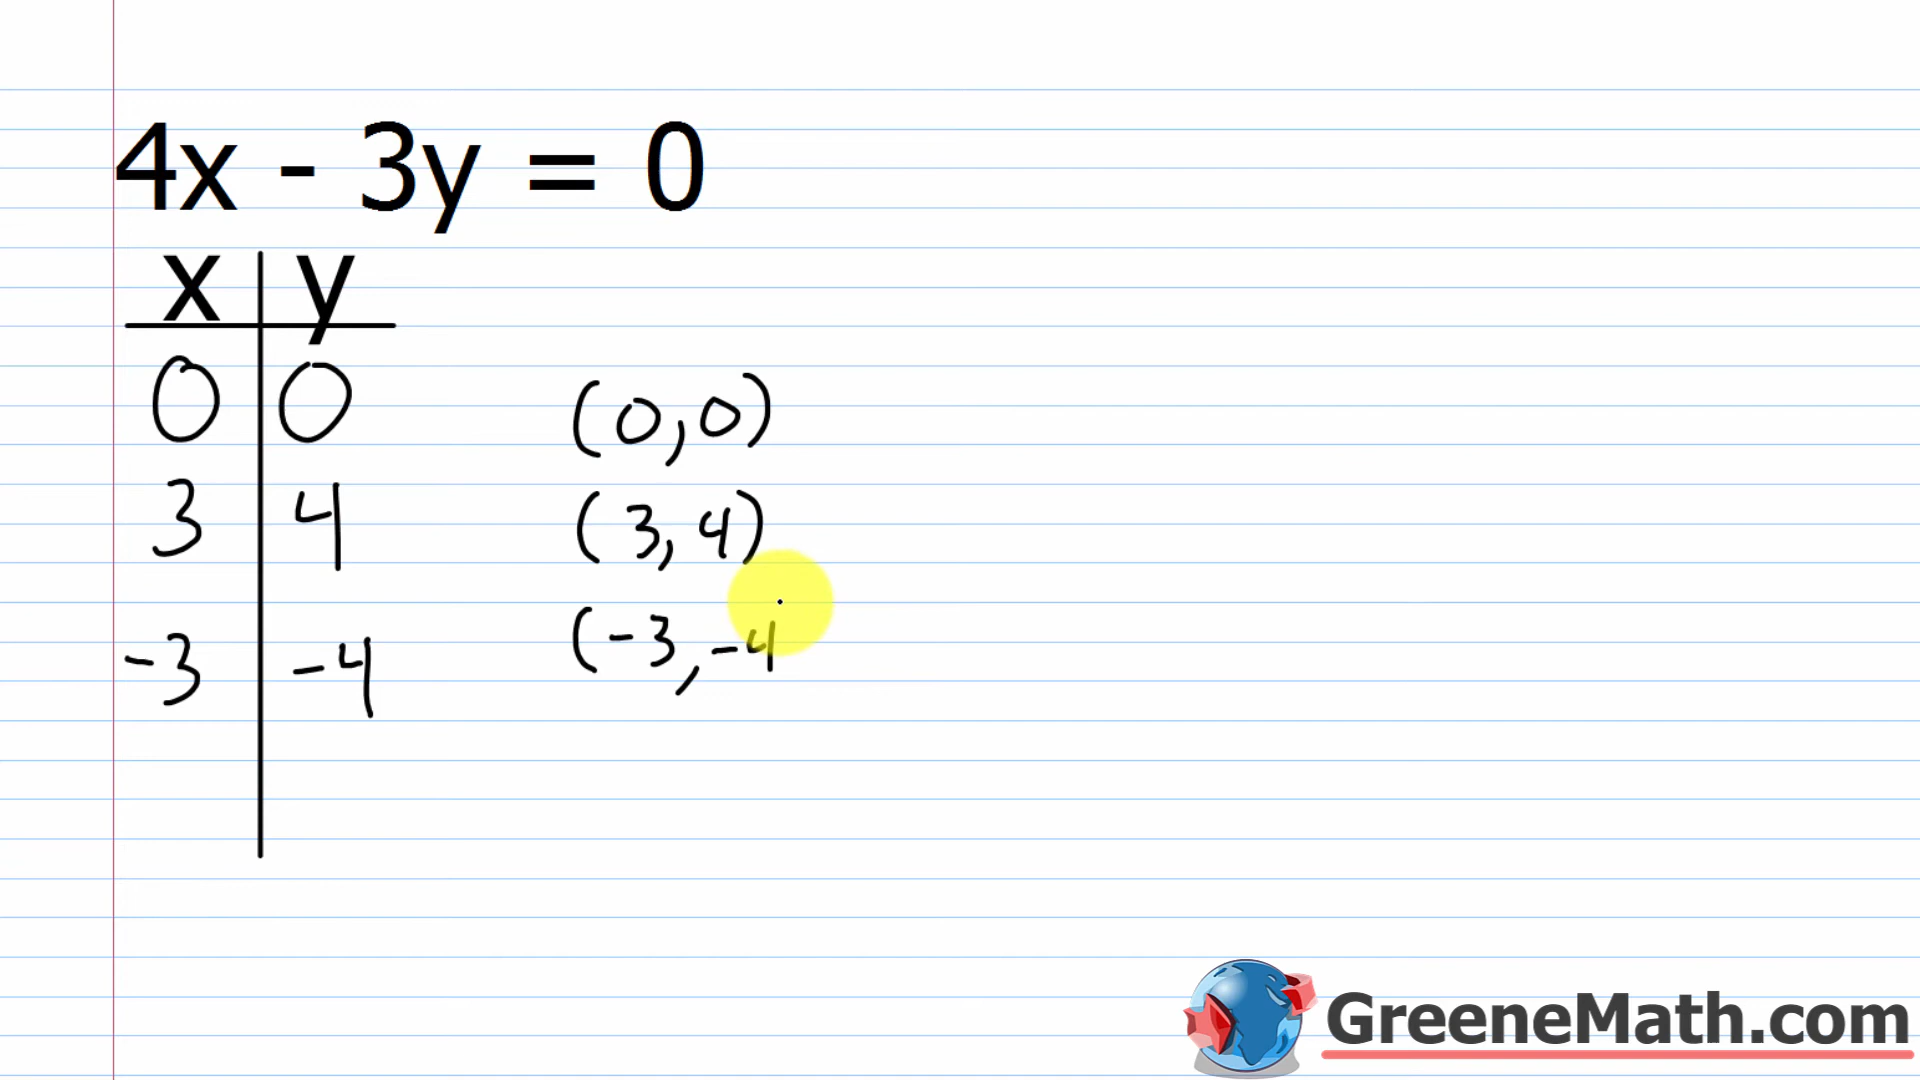 4x - 3y = 0
x y
0 0 (0,0)
3 4 (3,4)
-3 -4 (-3,-4
GreeneMath.com